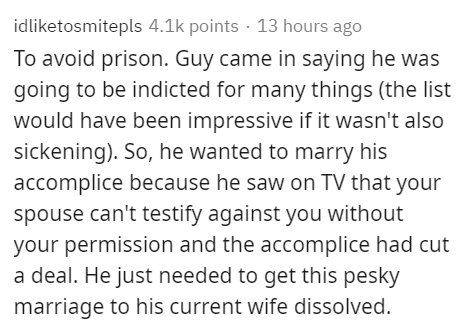 idliketosmitepls 4.1k points · 13 hours ago
To avoid prison. Guy came in saying he was
going to be indicted for many things (the list
would have been impressive if it wasn't also
sickening). So, he wanted to marry his
accomplice because he saw on TV that your
spouse can't testify against you without
your permission and the accomplice had cut
a deal. He just needed to get this pesky
marriage to his current wife dissolved.